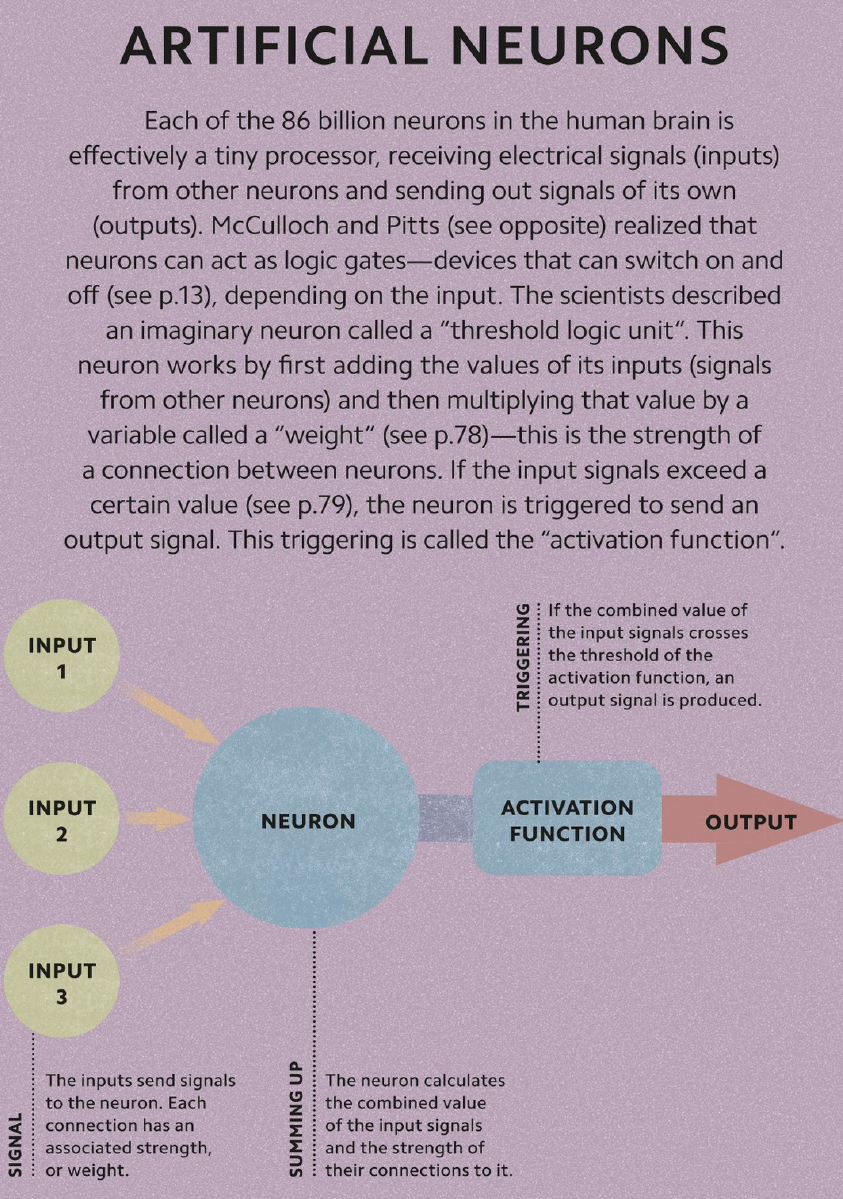 ARTIFICIAL NEURONS
Each of the 86 billion neurons in the human brain is
effectively a tiny processor, receiving electrical signals (inputs)
from other neurons and sending out signals of its own
(outputs). McCulloch and Pitts (see opposite) realized that
neurons can act as logic gates—devices that can switch on and
off (see p.13), depending on the input. The scientists described
an imaginary neuron called a “threshold logic unit“. This
neuron works by first adding the values of its inputs (signals
from other neurons) and then multiplying that value by a
variable called a “weight“ (see p.78)—this is the strength of
a connection between neurons. If the input signals exceed a
certain value (see p.79), the neuron is triggered to send an
output signal. This triggering is called the “activation function“.
INPUT
1
INPUT
2
INPUT
3
NEURON
ACTIVATION
FUNCTION
OUTPUT
TRIGGERING
If the combined value of
the input signals crosses
the threshold of the
activation function, an
output signal is produced.
SIGNAL
The inputs send signals
to the neuron. Each
connection has an
associated strength,
or weight.
SUMMING UP
The neuron calculates
the combined value
of the input signals
and the strength of
their connections to it.